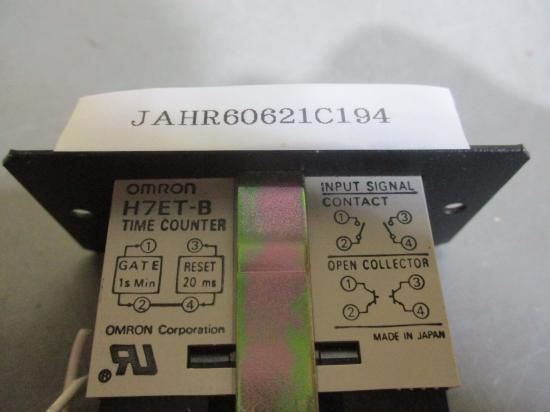 JAHR60621C194
OMRON
H7ET-B
TIME COUNTER
1 3
GATE RESET
1s Min 20 ms
2 4
OMRON Corporation
INPUT SIGNAL
CONTACT
1 3
2 4
OPEN COLLECTOR
1 3
2 4
MADE IN JAPAN
®